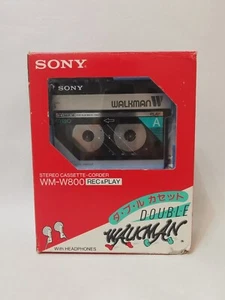 SONY
SONY
WALKMAN W
A
STEREO CASSETTE-CORDER
WM-W800 REC&PLAY
ダ・ブ・ル カセット
DOUBLE
WALKMAN
WITH HEADPHONES